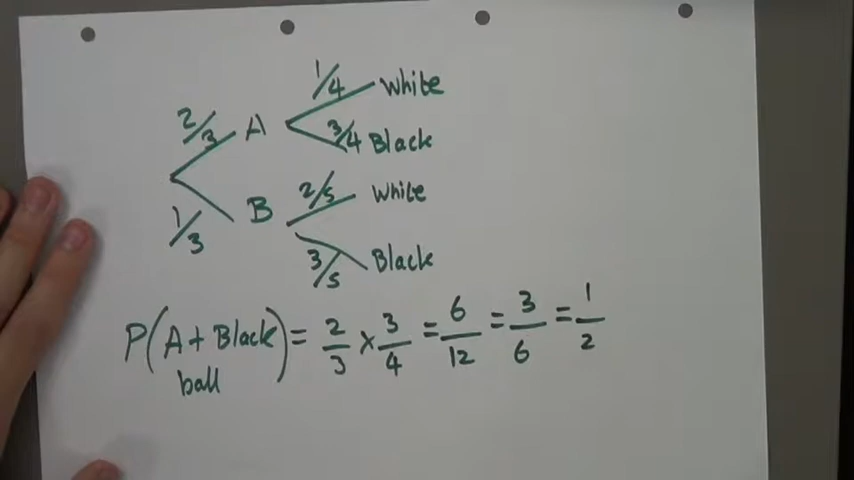 1/4 White
2/3 A 3/4 Black
1/3 B 2/5 White
3/5 Black
P(A + Black ball) = 2/3 x 3/4 = 6/12 = 3/6 = 1/2